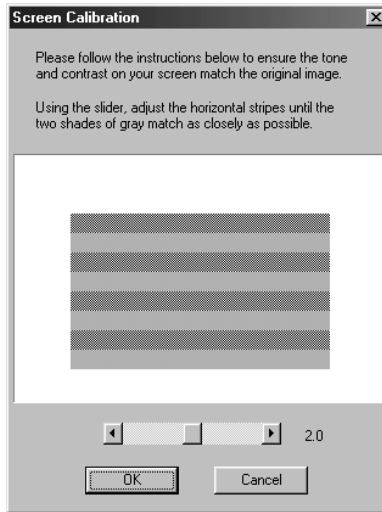 Screen Calibration
Please follow the instructions below to ensure the tone
and contrast on your screen match the original image.
Using the slider, adjust the horizontal stripes until the
two shades of gray match as closely as possible.
2.0
OK
Cancel